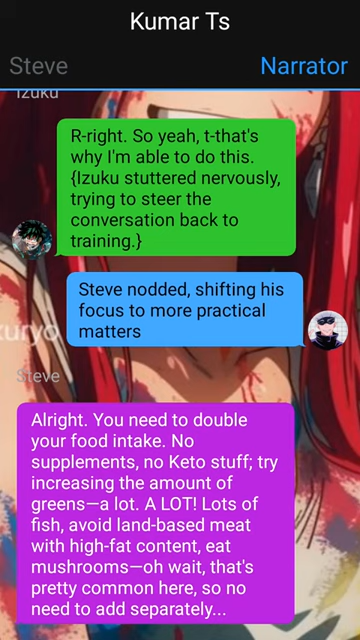 Kumar Ts
Steve
Narrator
Izuku
R-right. So yeah, t-that's
why I'm able to do this.
{Izuku stuttered nervously,
trying to steer the
conversation back to
training.}
Steve nodded, shifting his
focus to more practical
matters
kuryo
Steve
Alright. You need to double
your food intake. No
supplements, no Keto stuff; try
increasing the amount of
greens—a lot. A LOT! Lots of
fish, avoid land-based meat
with high-fat content, eat
mushrooms—oh wait, that's
pretty common here, so no
need to add separately...